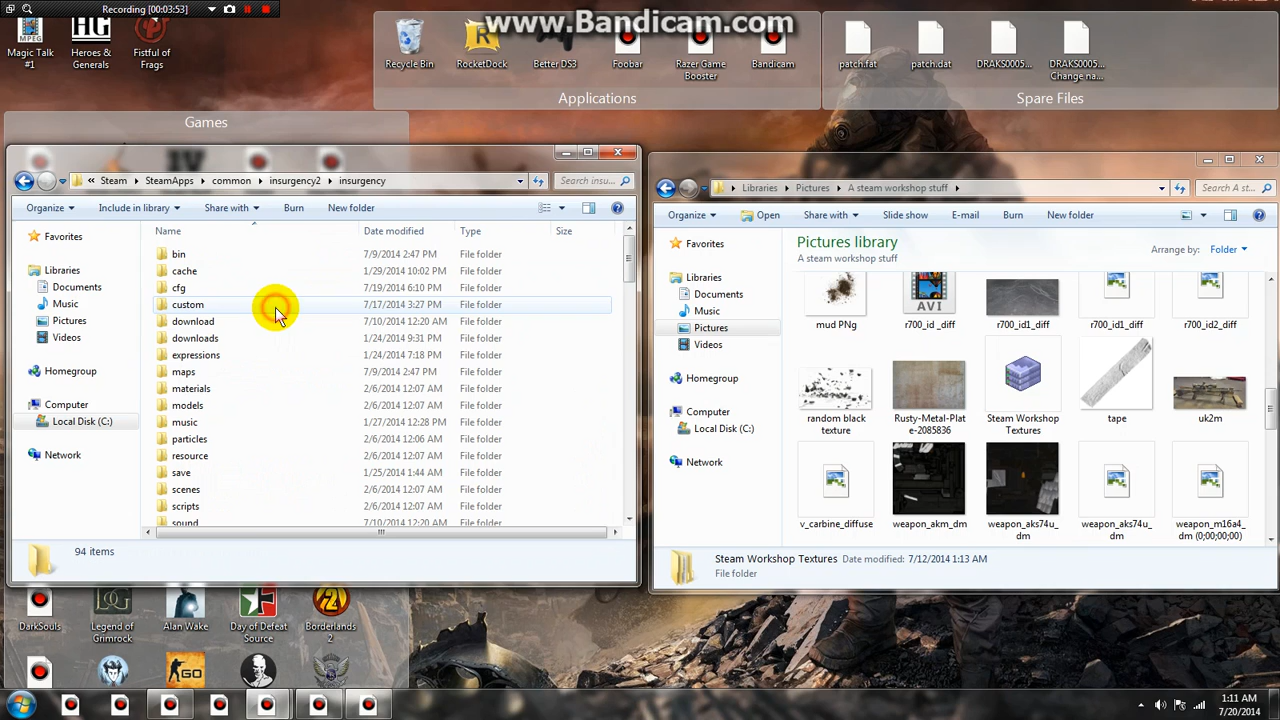 Recording [00:03:53]
www.Bandicam.com
Magic Talk #1
Heroes & Generals
Fistful of Frags
Recycle Bin
RocketDock
Better DS3
Foobar
Razer Game Booster
Bandicam
Applications
patch.fat
patch.dat
DRAKS0005...
DRAKS0005... Change na...
Spare Files
Games
« Steam ▸ SteamApps ▸ common ▸ insurgency2 ▸ insurgency
Search insu...
Organize Include in library Share with Burn New folder
Name Date modified Type Size
Favorites
Libraries
Documents
Music
Pictures
Videos
Homegroup
Computer
Local Disk (C:)
Network
bin 7/9/2014 2:47 PM File folder
cache 1/29/2014 10:02 PM File folder
cfg 7/19/2014 6:10 PM File folder
custom 7/17/2014 3:27 PM File folder
download 7/10/2014 12:20 AM File folder
downloads 1/24/2014 9:31 PM File folder
expressions 1/24/2014 7:18 PM File folder
maps 7/9/2014 2:47 PM File folder
materials 2/6/2014 12:07 AM File folder
models 2/6/2014 12:07 AM File folder
music 1/27/2014 12:28 PM File folder
particles 2/6/2014 12:06 AM File folder
resource 2/6/2014 12:07 AM File folder
save 1/25/2014 1:44 AM File folder
scenes 2/6/2014 12:07 AM File folder
scripts 2/6/2014 12:07 AM File folder
sound 7/10/2014 12:20 AM File folder
94 items
Libraries ▸ Pictures ▸ A steam workshop stuff ▸
Search A st...
Organize Open Share with Slide show E-mail Burn New folder
Pictures library
A steam workshop stuff
Arrange by: Folder
Favorites
Libraries
Documents
Music
Pictures
Videos
Homegroup
Computer
Local Disk (C:)
Network
AVI
mud PNg
r700_id _diff
r700_id1_diff
r700_id1_diff
r700_id2_diff
random black texture
Rusty-Metal-Plate-2085836
Steam Workshop Textures
tape
uk2m
v_carbine_diffuse
weapon_akm_dm
weapon_aks74u_dm
weapon_aks74u_dm
weapon_m16a4_dm (0;00;00;00)
Steam Workshop Textures Date modified: 7/12/2014 1:13 AM
File folder
DarkSouls
Legend of Grimrock
Alan Wake
Day of Defeat Source
Borderlands 2
GO
1:11 AM
7/20/2014